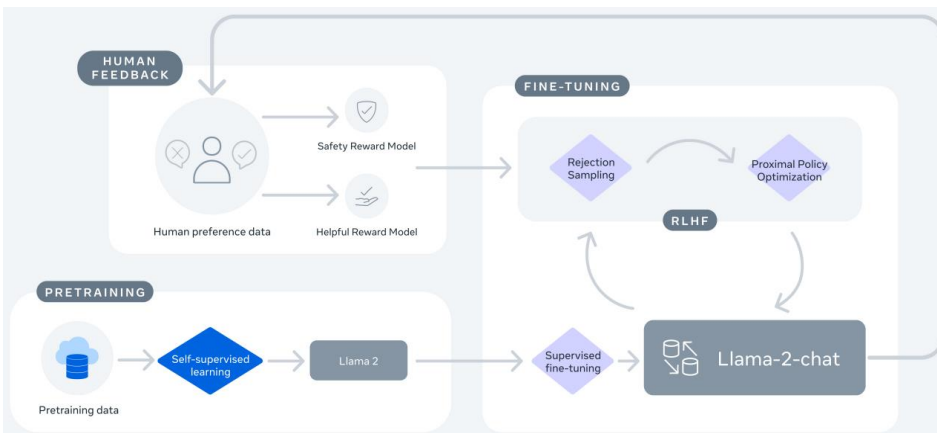 HUMAN
FEEDBACK
Safety Reward Model
Human preference data
Helpful Reward Model
FINE-TUNING
Rejection
Sampling
Proximal Policy
Optimization
RLHF
PRETRAINING
Pretraining data
Self-supervised
learning
Llama 2
Supervised
fine-tuning
Llama-2-chat